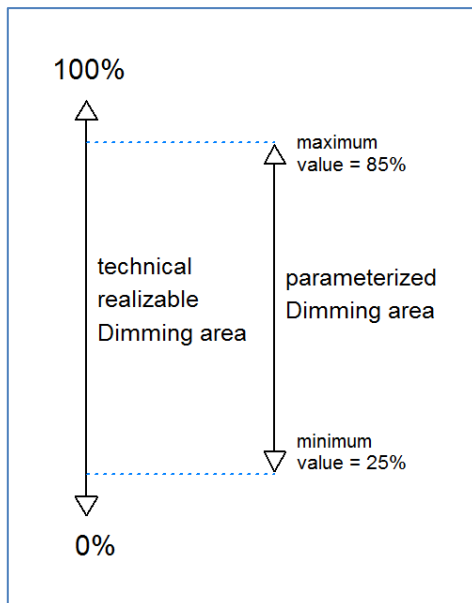 100%
maximum
value = 85%
technical
realizable
Dimming area
parameterized
Dimming area
minimum
value = 25%
0%